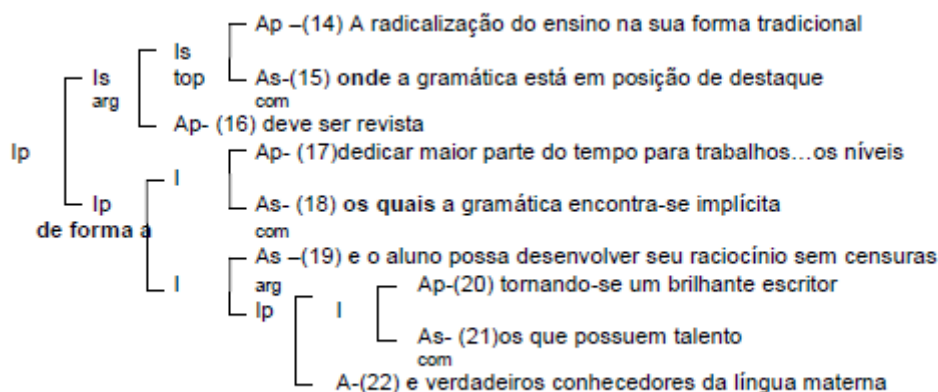 Ap –(14) A radicalização do ensino na sua forma tradicional
Is
top
As-(15) onde a gramática está em posição de destaque
com
Is
arg
Ap- (16) deve ser revista
Ip
Ap- (17)dedicar maior parte do tempo para trabalhos…os níveis
I
As- (18) os quais a gramática encontra-se implícita
com
Ip
de forma a
As –(19) e o aluno possa desenvolver seu raciocínio sem censuras
arg
I
Ip
Ap-(20) tornando-se um brilhante escritor
I
As- (21)os que possuem talento
com
A-(22) e verdadeiros conhecedores da língua materna